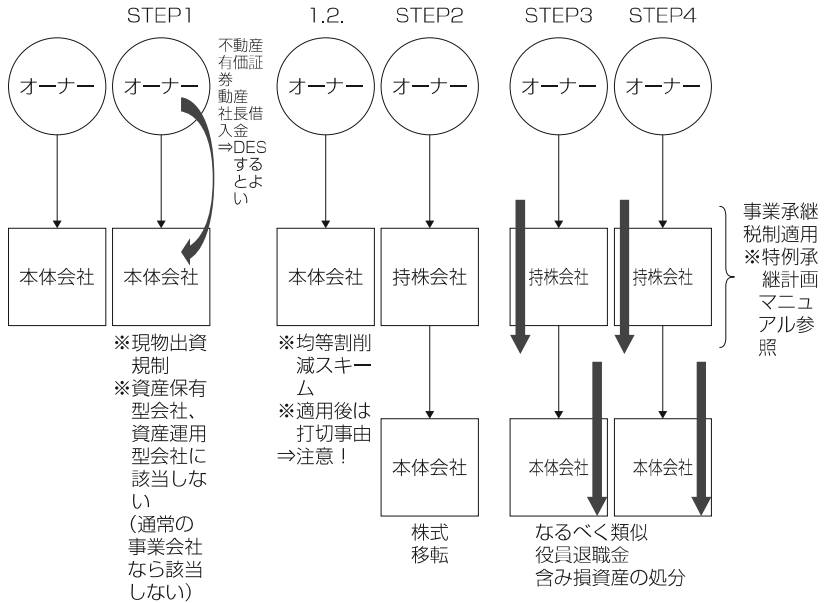 STEP1
1.2.
STEP2
STEP3
STEP4
オーナー
オーナー
不動産
有価証
券
動産
社長借
入金
⇒DES
する
とよ
い
オーナー
オーナー
オーナー
オーナー
本体会社
本体会社
本体会社
持株会社
持株会社
持株会社
事業承継
税制適用
※特例承
継計画
マニュ
アル参
照
※現物出資
規制
※資産保有
型会社、
資産運用
型会社に
該当しな
い
(通常の
事業会社
なら該当
しない)
※均等割削
減スキー
ム
※適用後は
打切事由
⇒注意！
本体会社
本体会社
本体会社
株式
移転
なるべく類似
役員退職金
含み損資産の処分